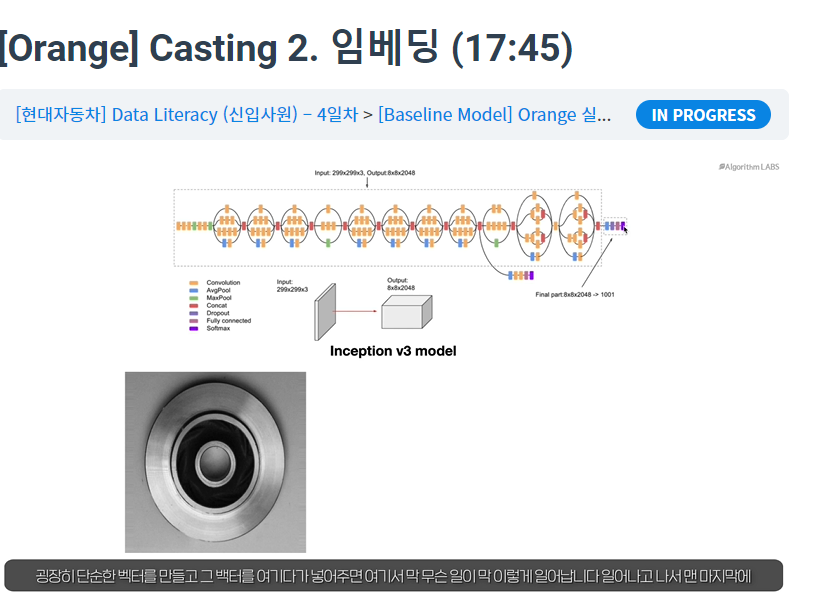 [Orange] Casting 2. 임베딩 (17:45)
[현대자동차] Data Literacy (신입사원) – 4일차 > [Baseline Model] Orange 실...
IN PROGRESS
Algorithm LABS
Input: 299x299x3, Output:8x8x2048
Convolution
AvgPool
MaxPool
Concat
Dropout
Fully connected
Softmax
Input:
299x299x3
Output:
8x8x2048
Final part:8x8x2048 -> 1001
Inception v3 model
굉장히 단순한 벡터를 만들고 그 백터를 여기다가 넣어주면 여기서 막 무슨 일이 막 이렇게 일어납니다 일어나고 나서 맨 마지막에